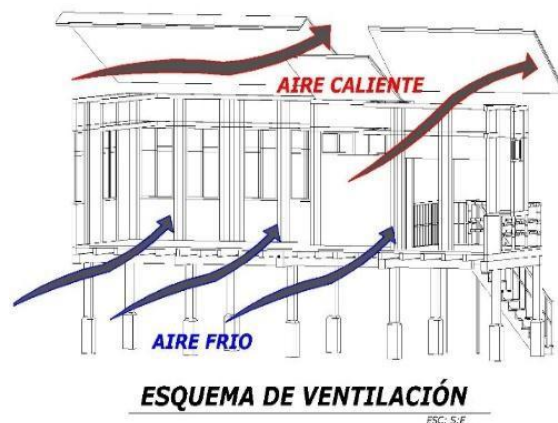 AIRE CALIENTE
AIRE FRIO
ESQUEMA DE VENTILACIÓN
ESC: S:E